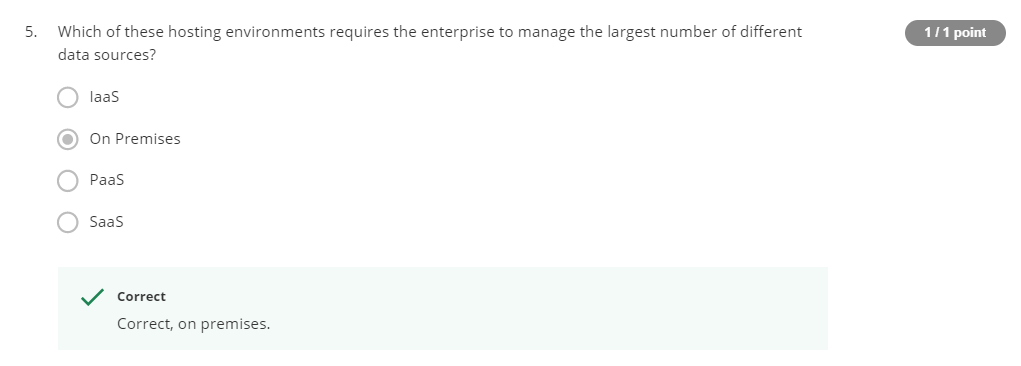 5. Which of these hosting environments requires the enterprise to manage the largest number of different
data sources?
1 / 1 point
IaaS
On Premises
PaaS
SaaS
Correct
Correct, on premises.